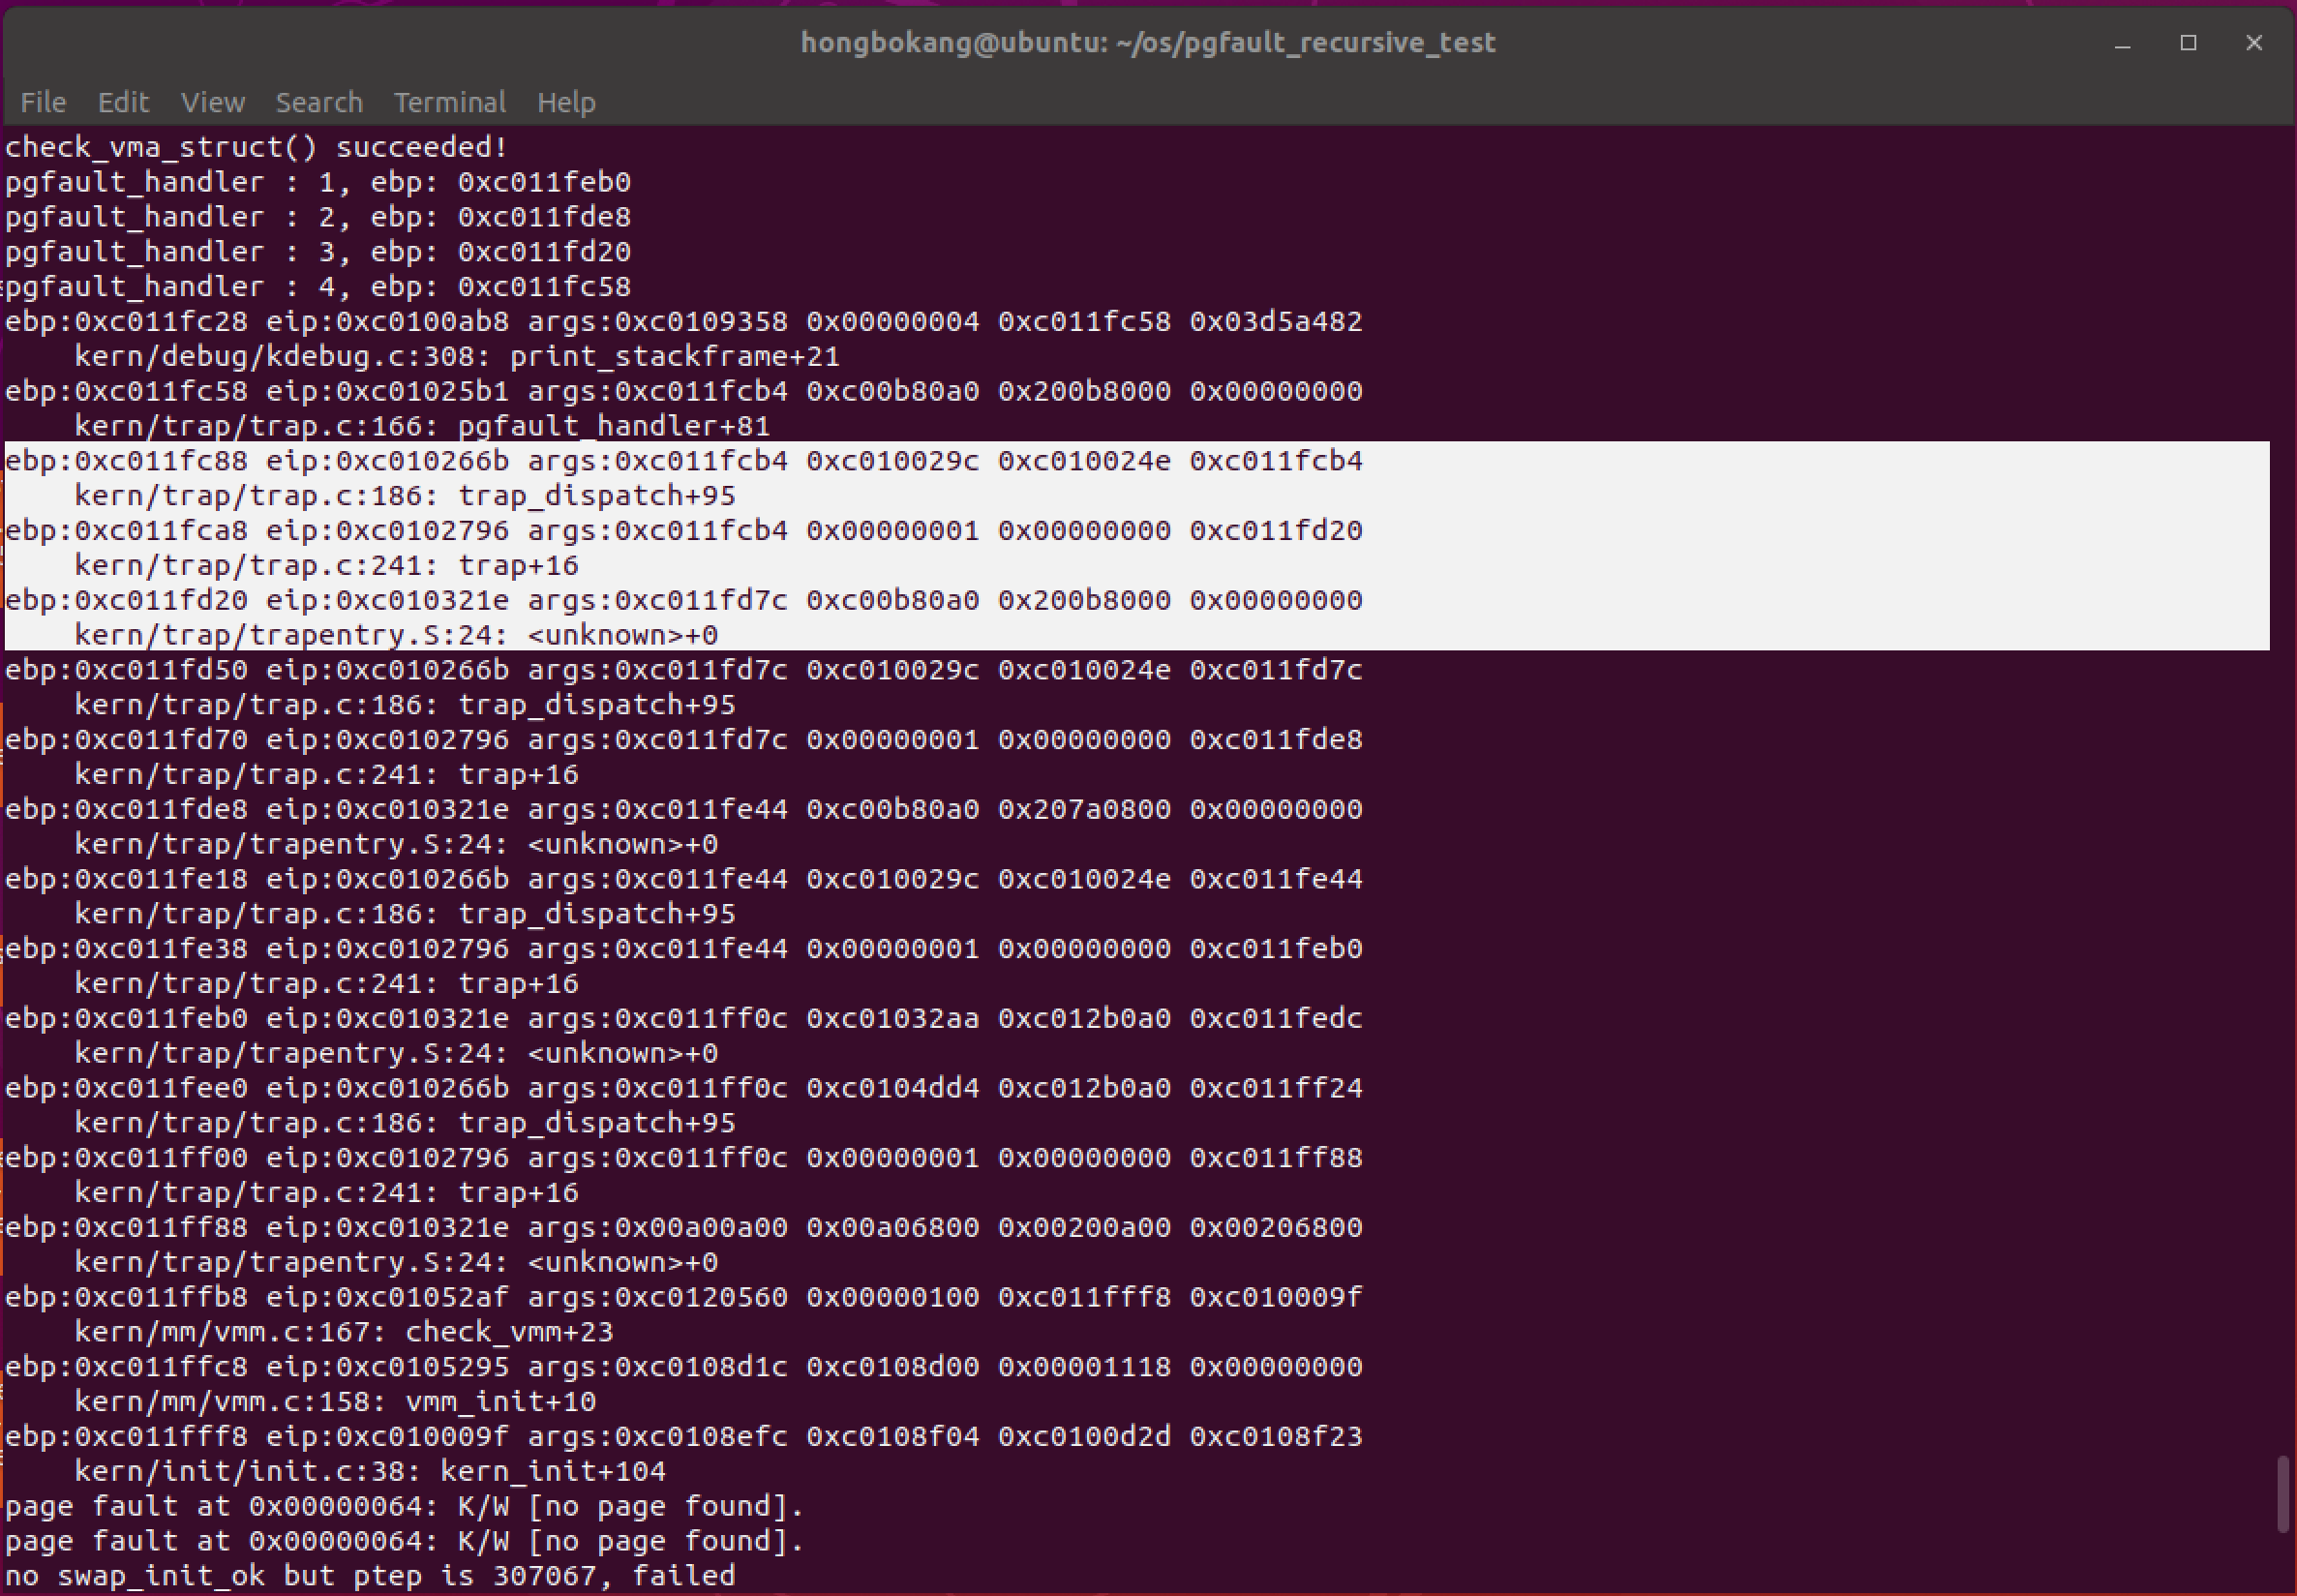 hongbokang@ubuntu: ~/os/pgfault_recursive_test
File Edit View Search Terminal Help
check_vma_struct() succeeded!
pgfault_handler : 1, ebp: 0xc011feb0
pgfault_handler : 2, ebp: 0xc011fde8
pgfault_handler : 3, ebp: 0xc011fd20
pgfault_handler : 4, ebp: 0xc011fc58
ebp:0xc011fc28 eip:0xc0100ab8 args:0xc0109358 0x00000004 0xc011fc58 0x03d5a482
    kern/debug/kdebug.c:308: print_stackframe+21
ebp:0xc011fc58 eip:0xc01025b1 args:0xc011fcb4 0xc00b80a0 0x200b8000 0x00000000
    kern/trap/trap.c:166: pgfault_handler+81
ebp:0xc011fc88 eip:0xc010266b args:0xc011fcb4 0xc010029c 0xc010024e 0xc011fcb4
    kern/trap/trap.c:186: trap_dispatch+95
ebp:0xc011fca8 eip:0xc0102796 args:0xc011fcb4 0x00000001 0x00000000 0xc011fd20
    kern/trap/trap.c:241: trap+16
ebp:0xc011fd20 eip:0xc010321e args:0xc011fd7c 0xc00b80a0 0x200b8000 0x00000000
    kern/trap/trapentry.S:24: <unknown>+0
ebp:0xc011fd50 eip:0xc010266b args:0xc011fd7c 0xc010029c 0xc010024e 0xc011fd7c
    kern/trap/trap.c:186: trap_dispatch+95
ebp:0xc011fd70 eip:0xc0102796 args:0xc011fd7c 0x00000001 0x00000000 0xc011fde8
    kern/trap/trap.c:241: trap+16
ebp:0xc011fde8 eip:0xc010321e args:0xc011fe44 0xc00b80a0 0x207a0800 0x00000000
    kern/trap/trapentry.S:24: <unknown>+0
ebp:0xc011fe18 eip:0xc010266b args:0xc011fe44 0xc010029c 0xc010024e 0xc011fe44
    kern/trap/trap.c:186: trap_dispatch+95
ebp:0xc011fe38 eip:0xc0102796 args:0xc011fe44 0x00000001 0x00000000 0xc011feb0
    kern/trap/trap.c:241: trap+16
ebp:0xc011feb0 eip:0xc010321e args:0xc011ff0c 0xc01032aa 0xc012b0a0 0xc011fedc
    kern/trap/trapentry.S:24: <unknown>+0
ebp:0xc011fee0 eip:0xc010266b args:0xc011ff0c 0xc0104dd4 0xc012b0a0 0xc011ff24
    kern/trap/trap.c:186: trap_dispatch+95
ebp:0xc011ff00 eip:0xc0102796 args:0xc011ff0c 0x00000001 0x00000000 0xc011ff88
    kern/trap/trap.c:241: trap+16
ebp:0xc011ff88 eip:0xc010321e args:0x00a00a00 0x00a06800 0x00200a00 0x00206800
    kern/trap/trapentry.S:24: <unknown>+0
ebp:0xc011ffb8 eip:0xc01052af args:0xc0120560 0x00000100 0xc011fff8 0xc010009f
    kern/mm/vmm.c:167: check_vmm+23
ebp:0xc011ffc8 eip:0xc0105295 args:0xc0108d1c 0xc0108d00 0x00001118 0x00000000
    kern/mm/vmm.c:158: vmm_init+10
ebp:0xc011fff8 eip:0xc010009f args:0xc0108efc 0xc0108f04 0xc0100d2d 0xc0108f23
    kern/init/init.c:38: kern_init+104
page fault at 0x00000064: K/W [no page found].
page fault at 0x00000064: K/W [no page found].
no swap_init_ok but ptep is 307067, failed